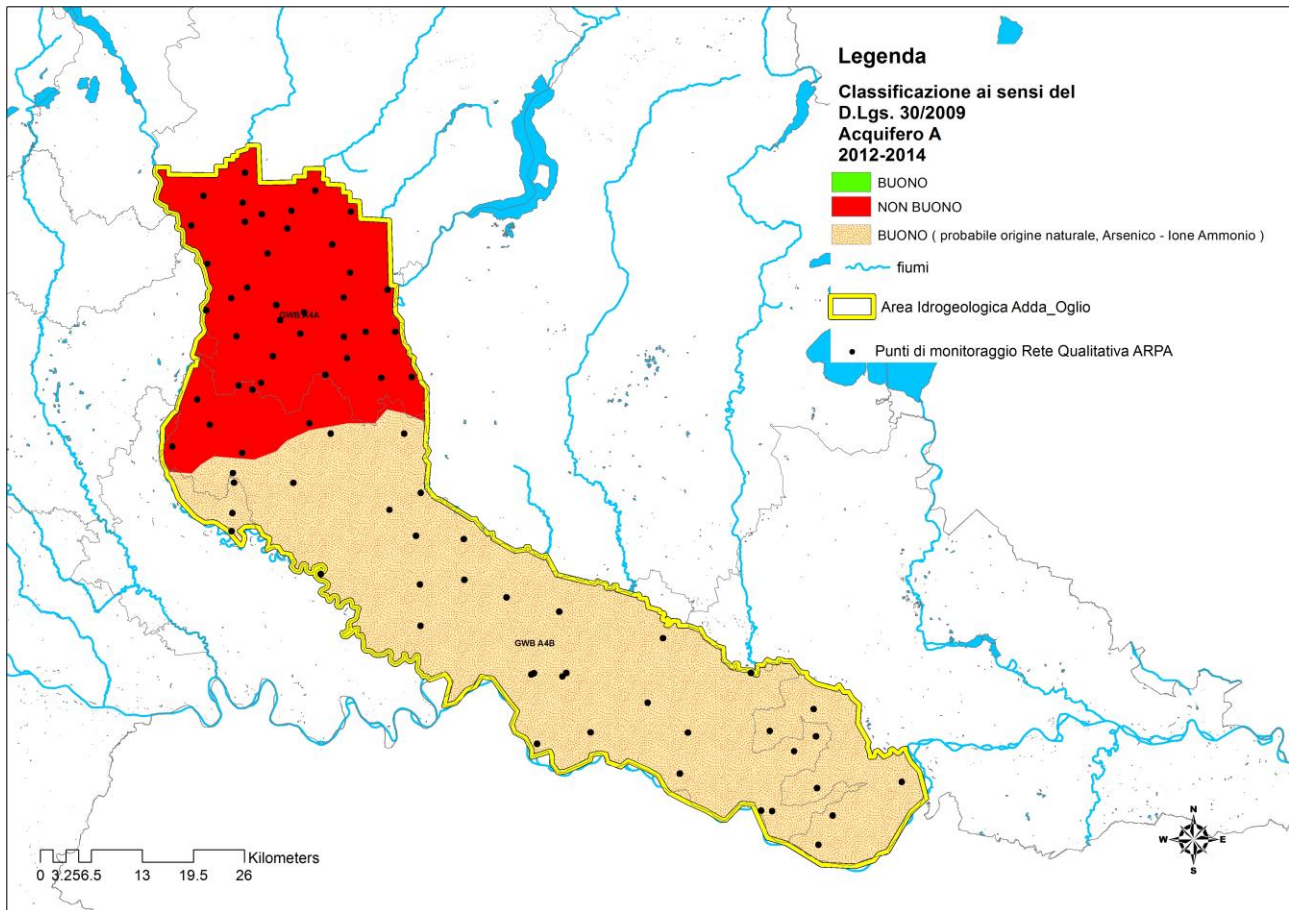 Legenda
Classificazione ai sensi del
D.Lgs. 30/2009
Acquifero A
2012-2014
BUONO
NON BUONO
BUONO ( probabile origine naturale, Arsenico - Ione Ammonio )
fiumi
Area Idrogeologica Adda_Oglio
Punti di monitoraggio Rete Qualitativa ARPA
GWB A4A
GWB A4B
N
W E
S
Kilometers
0 3.256.5 13 19.5 26